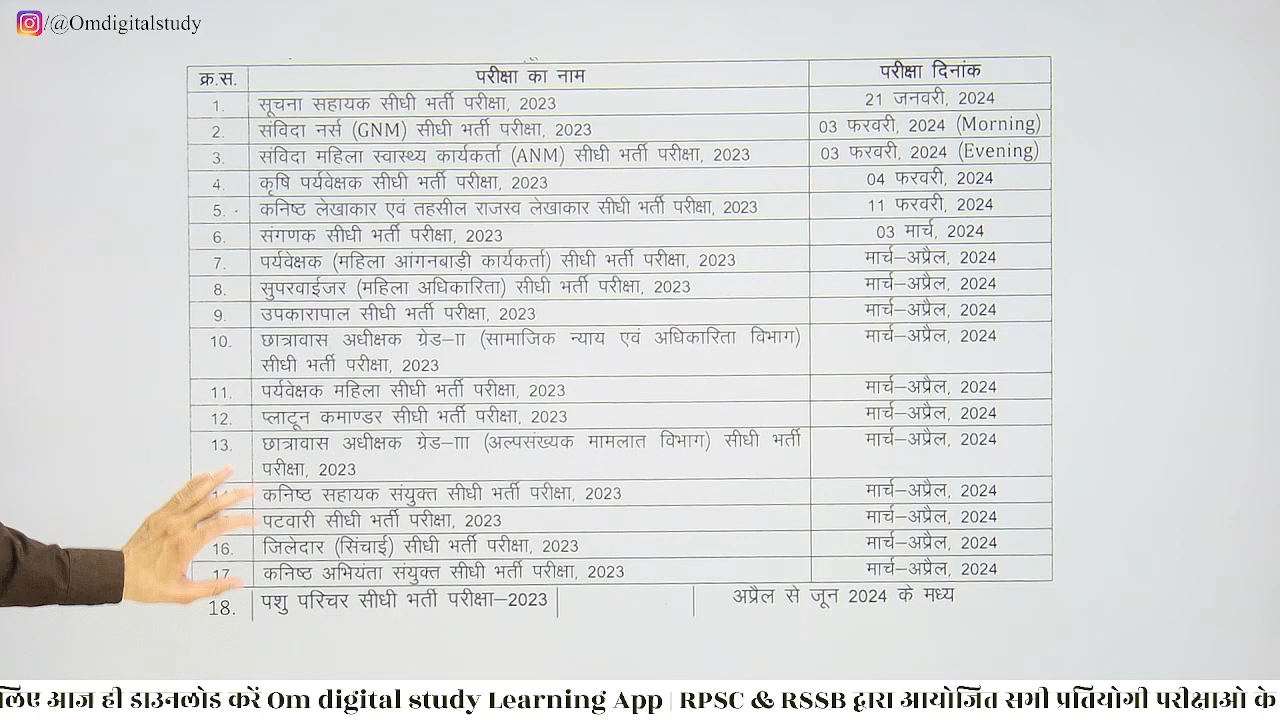 /@Omdigitalstudy
क्र.स. परीक्षा का नाम परीक्षा दिनांक
1. सूचना सहायक सीधी भर्ती परीक्षा, 2023 21 जनवरी, 2024
2. संविदा नर्स (GNM) सीधी भर्ती परीक्षा, 2023 03 फरवरी, 2024 (Morning)
3. संविदा महिला स्वास्थ्य कार्यकर्ता (ANM) सीधी भर्ती परीक्षा, 2023 03 फरवरी, 2024 (Evening)
4. कृषि पर्यवेक्षक सीधी भर्ती परीक्षा, 2023 04 फरवरी, 2024
5. कनिष्ठ लेखाकार एवं तहसील राजस्व लेखाकार सीधी भर्ती परीक्षा, 2023 11 फरवरी, 2024
6. संगणक सीधी भर्ती परीक्षा, 2023 03 मार्च, 2024
7. पर्यवेक्षक (महिला आंगनबाड़ी कार्यकर्ता) सीधी भर्ती परीक्षा, 2023 मार्च–अप्रैल, 2024
8. सुपरवाईजर (महिला अधिकारिता) सीधी भर्ती परीक्षा, 2023 मार्च–अप्रैल, 2024
9. उपकारापाल सीधी भर्ती परीक्षा, 2023 मार्च–अप्रैल, 2024
10. छात्रावास अधीक्षक ग्रेड–II (सामाजिक न्याय एवं अधिकारिता विभाग) मार्च–अप्रैल, 2024
सीधी भर्ती परीक्षा, 2023
11. पर्यवेक्षक महिला सीधी भर्ती परीक्षा, 2023 मार्च–अप्रैल, 2024
12. प्लाटून कमाण्डर सीधी भर्ती परीक्षा, 2023 मार्च–अप्रैल, 2024
13. छात्रावास अधीक्षक ग्रेड–III (अल्पसंख्यक मामलात विभाग) सीधी भर्ती मार्च–अप्रैल, 2024
परीक्षा, 2023
कनिष्ठ सहायक संयुक्त सीधी भर्ती परीक्षा, 2023 मार्च–अप्रैल, 2024
पटवारी सीधी भर्ती परीक्षा, 2023 मार्च–अप्रैल, 2024
16. जिलेदार (सिंचाई) सीधी भर्ती परीक्षा, 2023 मार्च–अप्रैल, 2024
17. कनिष्ठ अभियंता संयुक्त सीधी भर्ती परीक्षा, 2023 मार्च–अप्रैल, 2024
18. पशु परिचर सीधी भर्ती परीक्षा–2023 अप्रैल से जून 2024 के मध्य
लिए आज ही डाउनलोड करें Om digital study Learning App | RPSC & RSSB द्वारा आयोजित सभी प्रतियोगी परीक्षाओ के